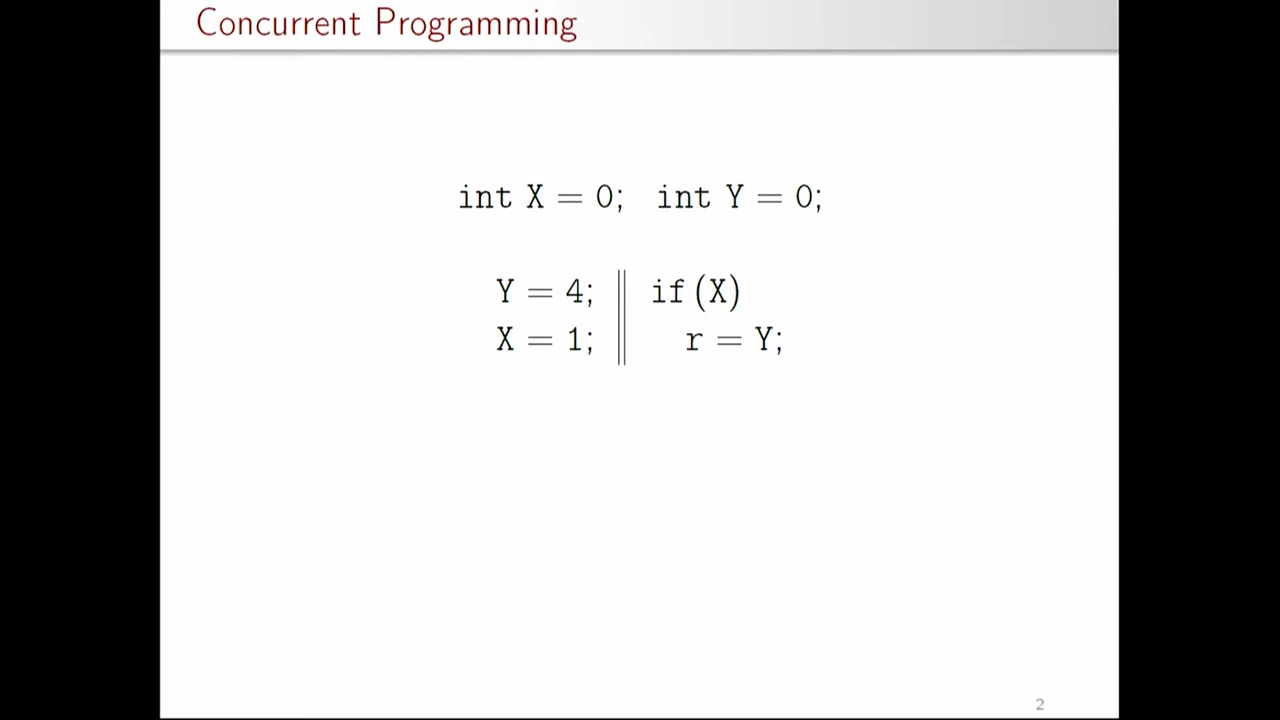 Concurrent Programming
int X = 0; int Y = 0;
Y = 4; || if (X)
X = 1; || r = Y;
2